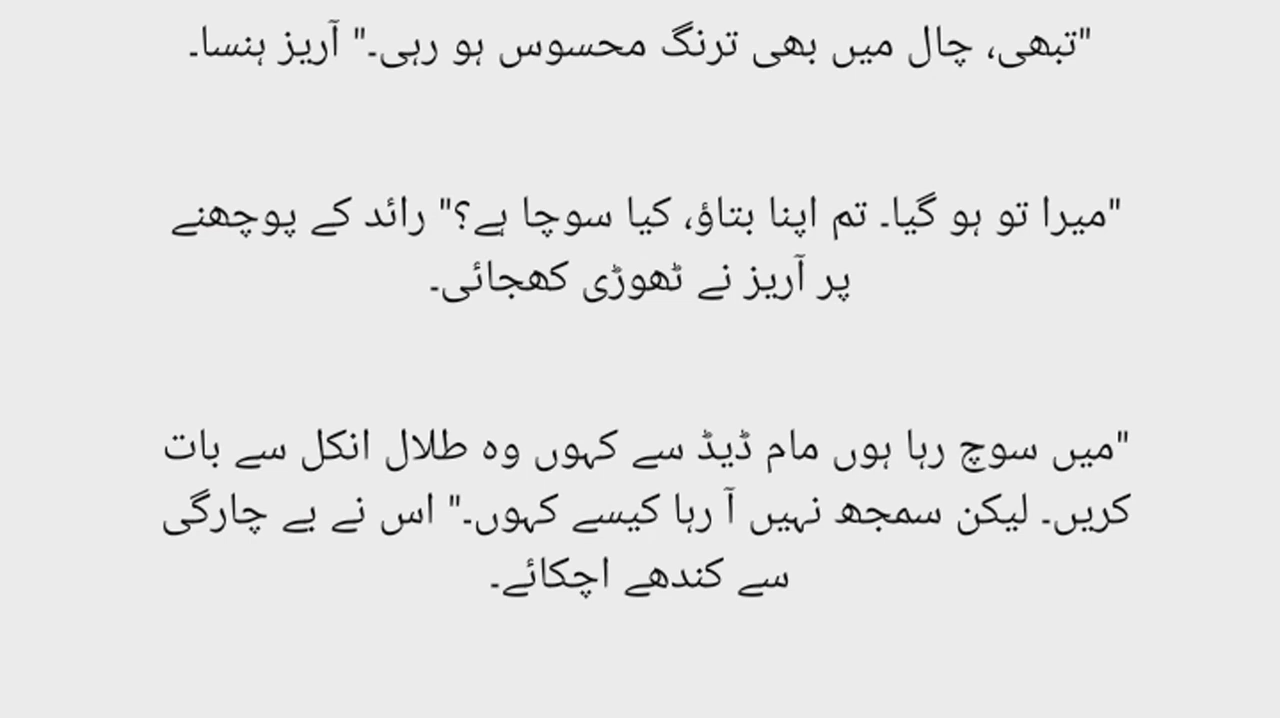 "تبھی، چال میں بھی ترنگ محسوس ہو رہی۔" آریز ہنسا۔
"میرا تو ہو گیا۔ تم اپنا بتاؤ، کیا سوچا ہے؟" رائد کے پوچھنے
پر آریز نے ٹھوڑی کھجائی۔
"میں سوچ رہا ہوں مام ڈیڈ سے کہوں وہ طلال انکل سے بات
کریں۔ لیکن سمجھ نہیں آ رہا کیسے کہوں۔" اس نے بے چارگی
سے کندھے اچکائے۔